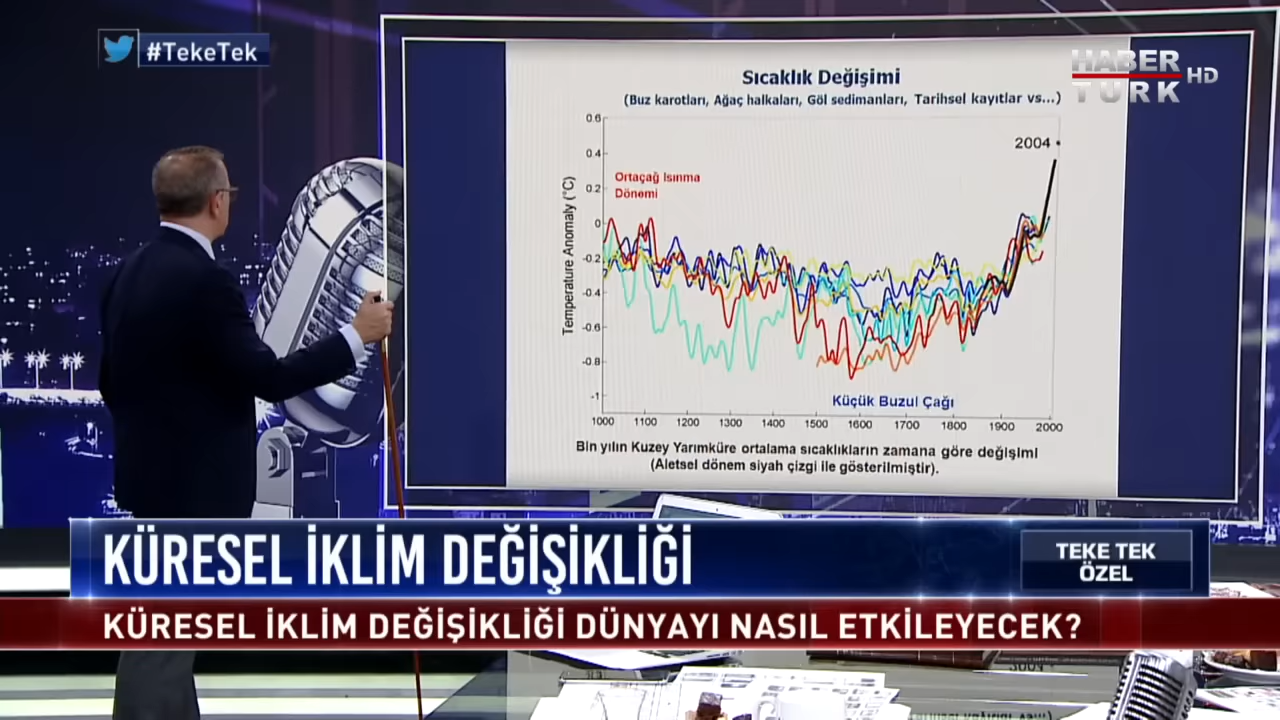 #TekeTek
HABER
TURK HD
Sıcaklık Değişimi
(Buz karotları, Ağaç halkaları, Göl sedimanları, Tarihsel kayıtlar vs...)
0.6
0.4
0.2
0
-0.2
-0.4
-0.6
-0.8
-1
Temperature Anomaly (°C)
2004
Ortaçağ Isınma
Dönemi
Küçük Buzul Çağı
1000 1100 1200 1300 1400 1500 1600 1700 1800 1900 2000
Bin yılın Kuzey Yarımküre ortalama sıcaklıkların zamana göre değişimi
(Aletsel dönem siyah çizgi ile gösterilmiştir).
KÜRESEL İKLİM DEĞİŞİKLİĞİ
TEKE TEK
ÖZEL
KÜRESEL İKLİM DEĞİŞİKLİĞİ DÜNYAYI NASIL ETKİLEYECEK?